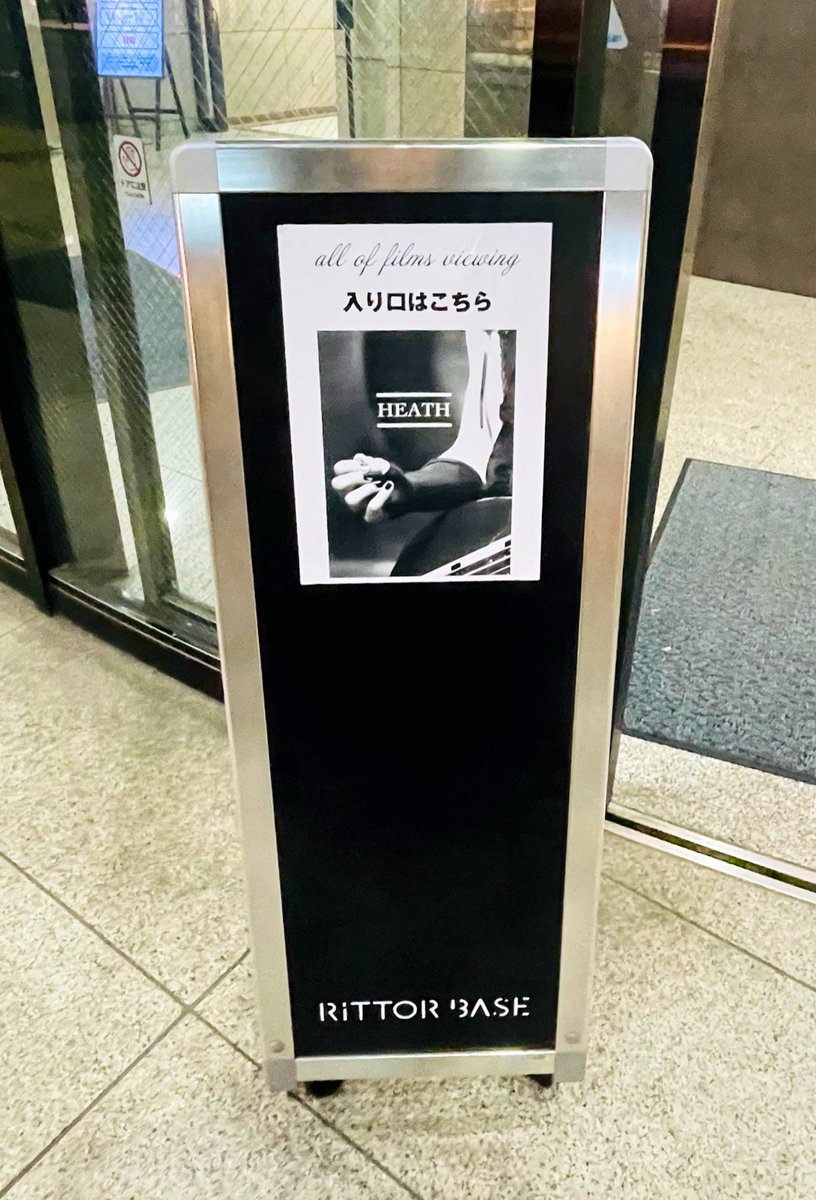 all of films viewing
入り口はこちら
HEATH
RiTTOR BASE